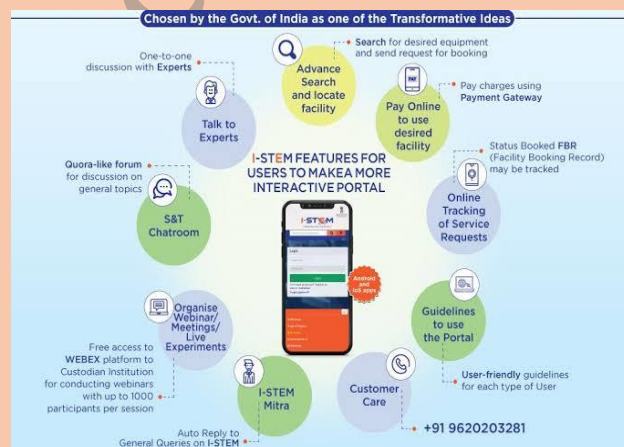 Chosen by the Govt. of India as one of the Transformative Ideas
One-to-one
discussion with Experts
Talk to
Experts
Advance
Search
and locate
facility
Search for desired equipment
and send request for booking
PAY
Pay Online
to use
desired
facility
Pay charges using
Payment Gateway
Quora-like forum
for discussion on
general topics
S&T
Chatroom
I-STEM FEATURES FOR
USERS TO MAKEA MORE
INTERACTIVE PORTAL
Status Booked FBR
(Facility Booking Record)
may be tracked
Online
Tracking
of Service
Requests
I-STEM
Login
Android
and
IoS apps
Organise
Webinar/
Meetings/
Live
Experiments
Free access to
WEBEX platform to
Custodian Institution
for conducting webinars
with up to 1000
participants per session
Guidelines
to use
the Portal
User-friendly guidelines
for each type of User
I-STEM
Mitra
Auto Reply to
General Queries on I-STEM
Customer
Care
+91 9620203281